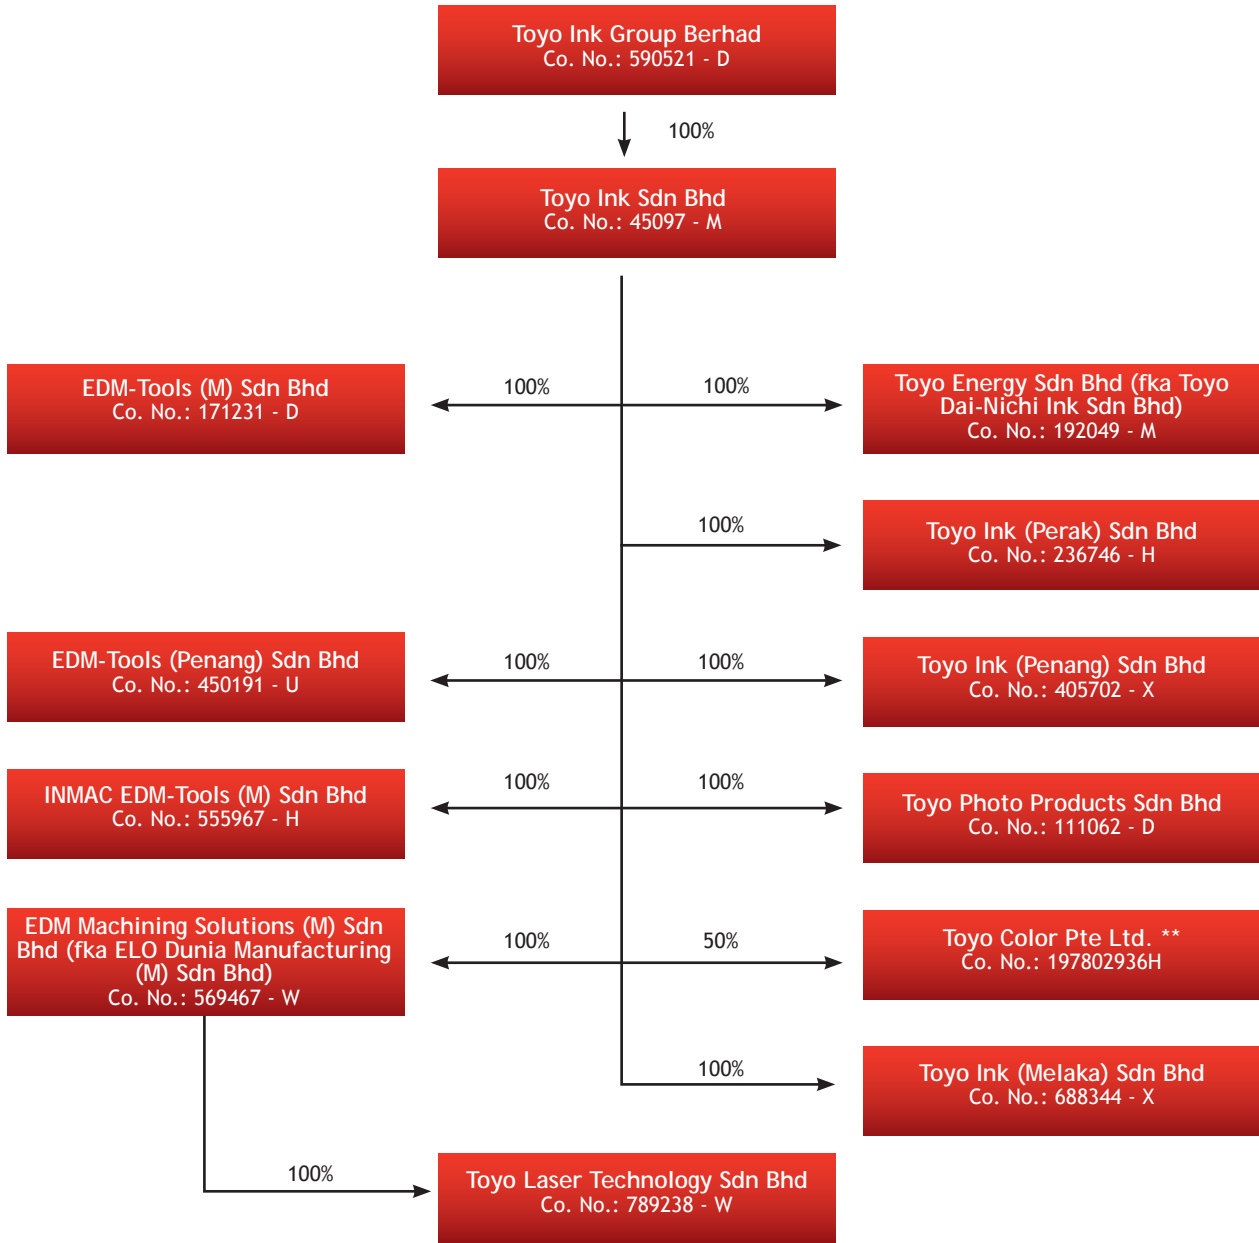 Toyo Ink Group Berhad
Co. No.: 590521 - D
100%
Toyo Ink Sdn Bhd
Co. No.: 45097 - M
EDM-Tools (M) Sdn Bhd
Co. No.: 171231 - D
100%
100%
Toyo Energy Sdn Bhd (fka Toyo
Dai-Nichi Ink Sdn Bhd)
Co. No.: 192049 - M
100%
Toyo Ink (Perak) Sdn Bhd
Co. No.: 236746 - H
EDM-Tools (Penang) Sdn Bhd
Co. No.: 450191 - U
100%
100%
Toyo Ink (Penang) Sdn Bhd
Co. No.: 405702 - X
INMAC EDM-Tools (M) Sdn Bhd
Co. No.: 555967 - H
100%
100%
Toyo Photo Products Sdn Bhd
Co. No.: 111062 - D
EDM Machining Solutions (M) Sdn
Bhd (fka ELO Dunia Manufacturing
(M) Sdn Bhd)
Co. No.: 569467 - W
100%
50%
Toyo Color Pte Ltd. **
Co. No.: 197802936H
100%
Toyo Ink (Melaka) Sdn Bhd
Co. No.: 688344 - X
100%
Toyo Laser Technology Sdn Bhd
Co. No.: 789238 - W